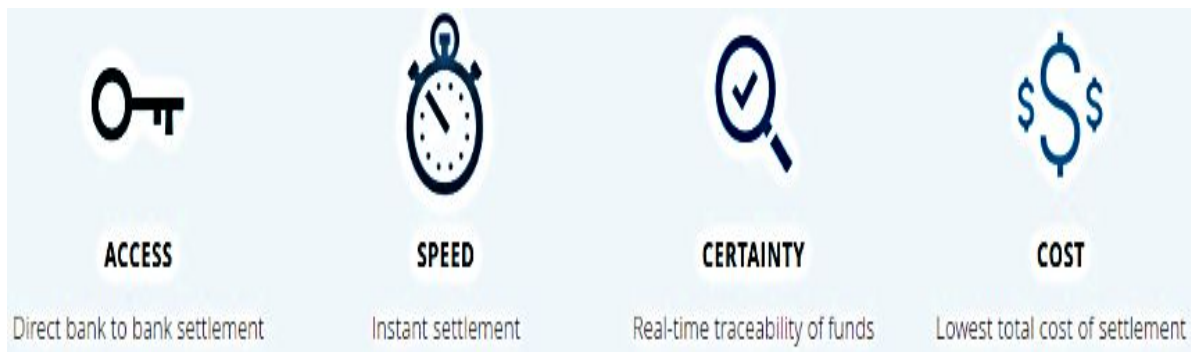 ACCESS
SPEED
CERTAINTY
COST
Direct bank to bank settlement
Instant settlement
Real-time traceability of funds
Lowest total cost of settlement